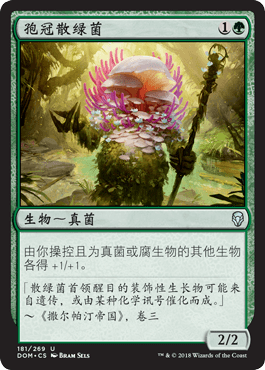 孢冠散绿菌 1
生物～真菌
由你操控且为真菌或腐生物的其他生物
各得 +1/+1。
「散绿菌首领醒目的装饰性生长物可能来
自遗传，或由某种化学讯号催化而成。」
～《撒尔帕汀帝国》，卷三
2/2
181/269 U
DOM • CS BRAM SELS
™ & © 2018 Wizards of the Coast